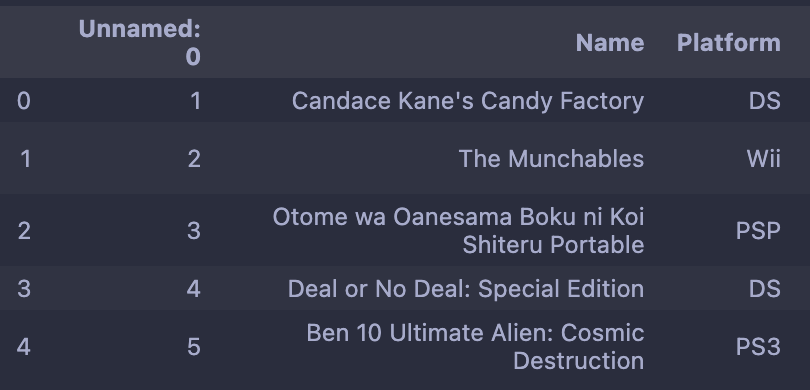 Unnamed: 0 Name Platform
0 1 Candace Kane's Candy Factory DS
1 2 The Munchables Wii
2 3 Otome wa Oanesama Boku ni Koi Shiteru Portable PSP
3 4 Deal or No Deal: Special Edition DS
4 5 Ben 10 Ultimate Alien: Cosmic Destruction PS3